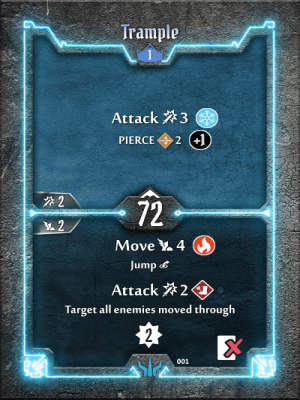 Trample
1
Attack 3
PIERCE 2 +1
2
72
2
Move 4
Jump
Attack 2
Target all enemies moved through
2
001